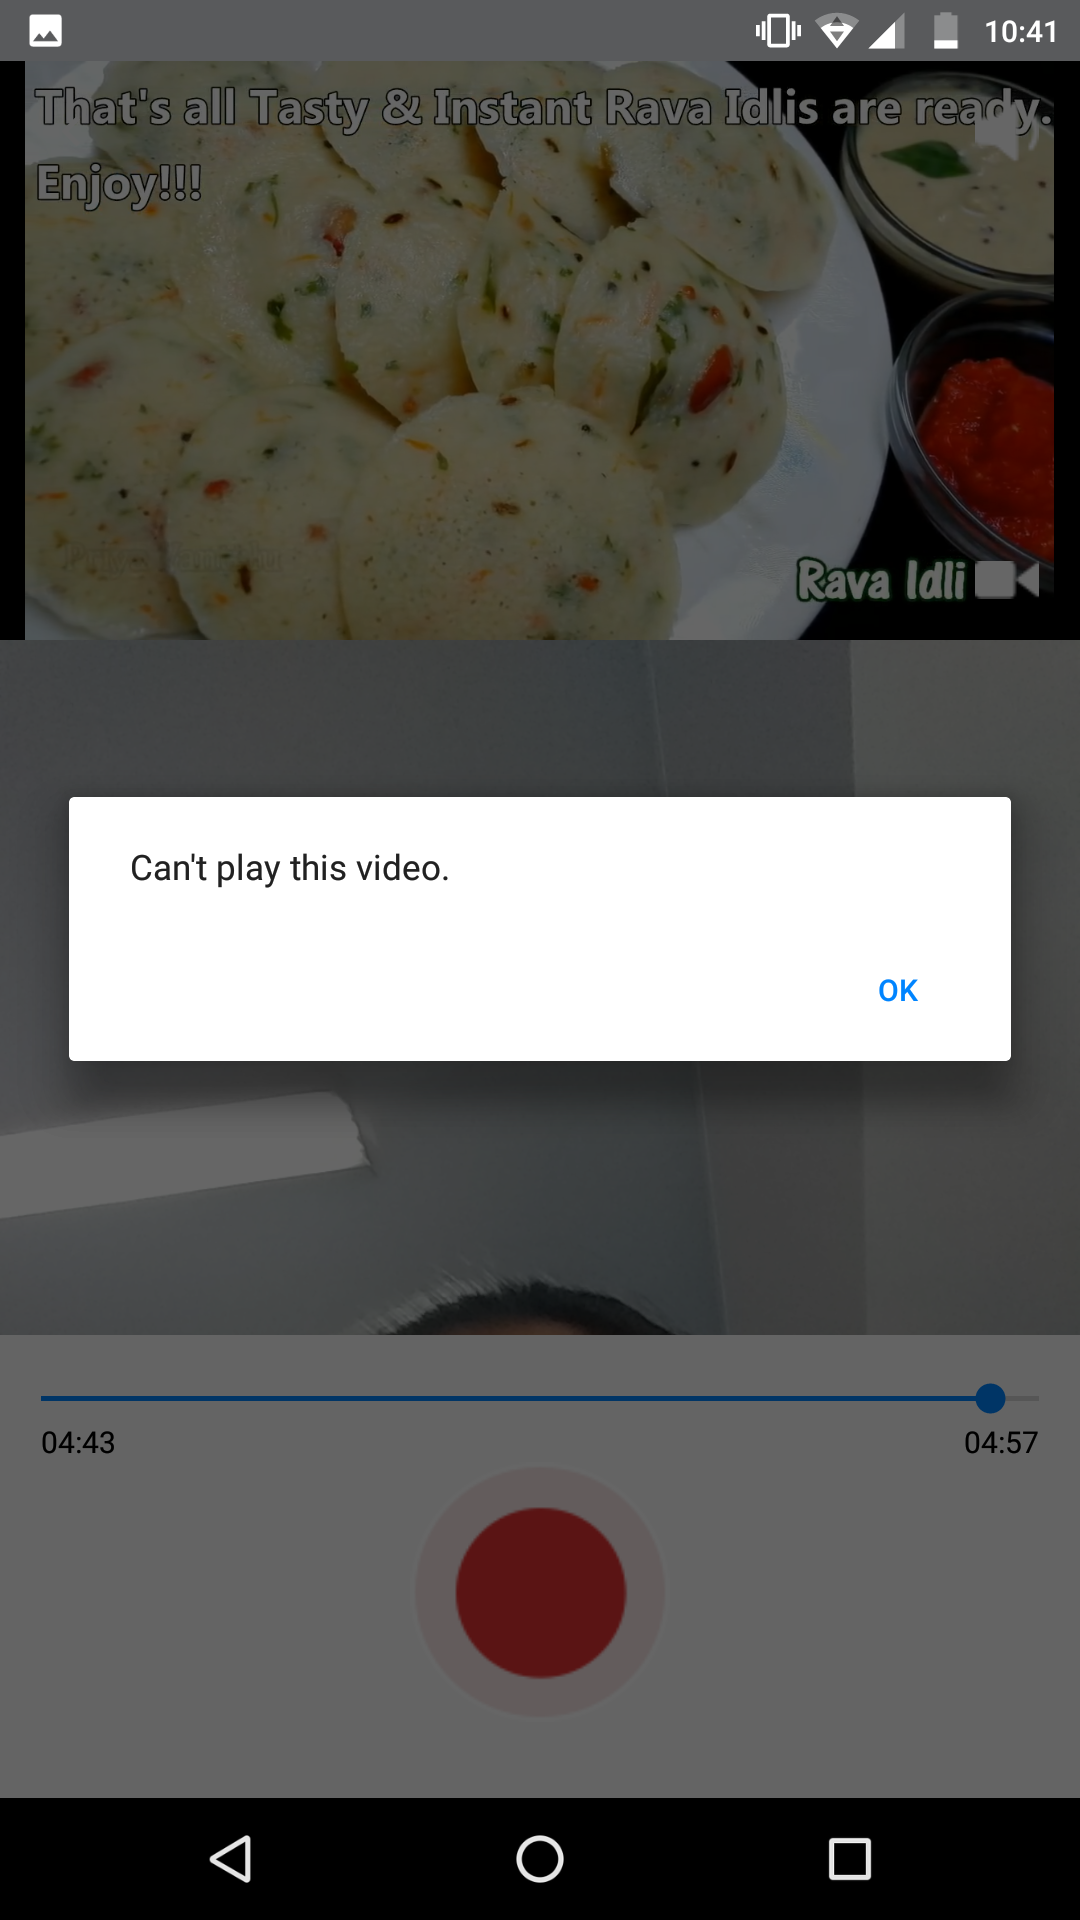 10:41
That's all Tasty & Instant Rava Idlis are ready.
Enjoy!!!
Rava Idli
Can't play this video.
OK
04:43
04:57